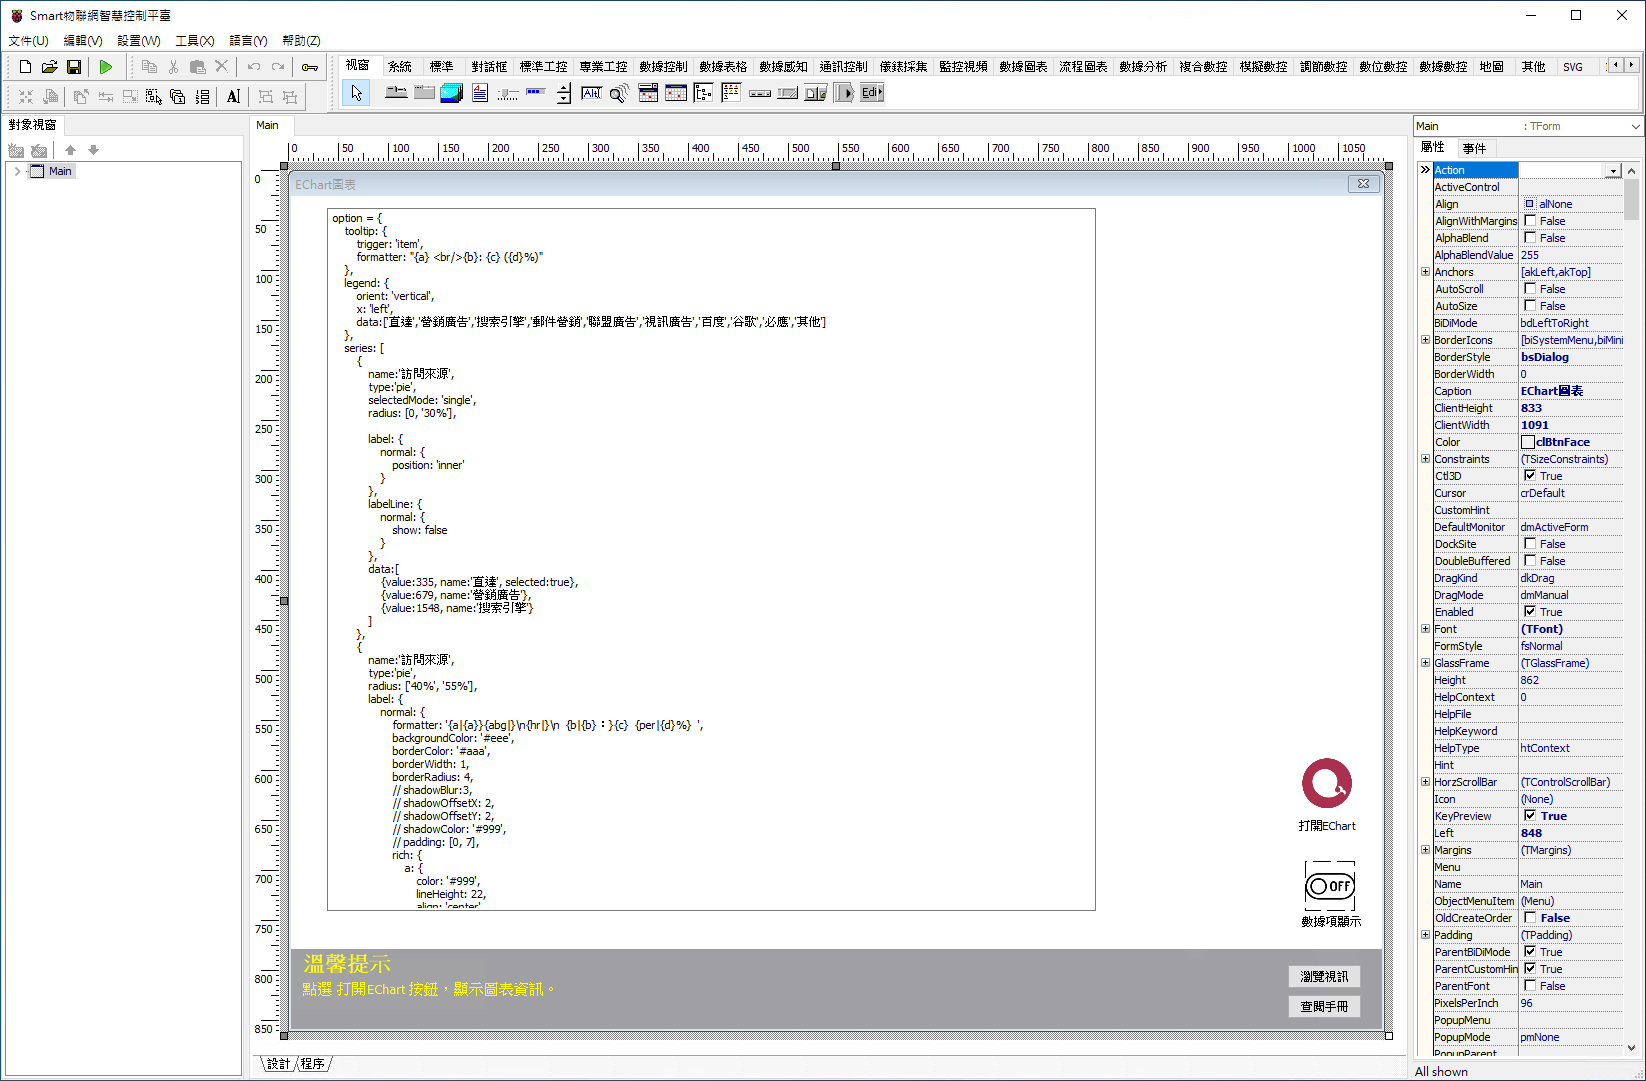 Smart物聯網智慧控制平臺
文件(U) 編輯(V) 設置(W) 工具(X) 語言(Y) 帮助(Z)
視窗 系統 標準 對話框 標準工控 專業工控 數據控制 數據表格 數據感知 通訊控制 儀錶採集 監控視頻 數據圖表 流程圖表 數據分析 複合數控 模擬數控 調節數控 數位數控 數據數控 地圖 其他 SVG
對象視窗
Main
Main
0 50 100 150 200 250 300 350 400 450 500 550 600 650 700 750 800 850 900 950 1000 1050
0
50
100
150
200
250
300
350
400
450
500
550
600
650
700
750
800
850
EChart圖表
option = {
tooltip: {
trigger: 'item',
formatter: "{a} <br/>{b}: {c} ({d}%)"
},
legend: {
orient: 'vertical',
x: 'left',
data:['直達','營銷廣告','搜索引擎','郵件營銷','聯盟廣告','視訊廣告','百度','谷歌','必應','其他']
},
series: [
{
name:'訪問來源',
type:'pie',
selectedMode: 'single',
radius: [0, '30%'],
label: {
normal: {
position: 'inner'
}
},
labelLine: {
normal: {
show: false
}
},
data:[
{value:335, name:'直達', selected:true},
{value:679, name:'營銷廣告'},
{value:1548, name:'搜索引擎'}
]
},
{
name:'訪問來源',
type:'pie',
radius: ['40%', '55%'],
label: {
normal: {
formatter: '{a|{a}}{abg|}\n{hr|}\n  {b|{b}：}{c}  {per|{d}%}  ',
backgroundColor: '#eee',
borderColor: '#aaa',
borderWidth: 1,
borderRadius: 4,
// shadowBlur:3,
// shadowOffsetX: 2,
// shadowOffsetY: 2,
// shadowColor: '#999',
// padding: [0, 7],
rich: {
a: {
color: '#999',
lineHeight: 22,
align: 'center'
打開EChart
OFF
數據項顯示
溫馨提示
點選 打開EChart 按鈕，顯示圖表資訊。
瀏覽視訊
查閱手冊
設計 程序
Main : TForm
屬性 事件
Action
ActiveControl
Align alNone
AlignWithMargins False
AlphaBlend False
AlphaBlendValue 255
Anchors [akLeft,akTop]
AutoScroll False
AutoSize False
BiDiMode bdLeftToRight
BorderIcons [biSystemMenu,biMini
BorderStyle bsDialog
BorderWidth 0
Caption EChart圖表
ClientHeight 833
ClientWidth 1091
Color clBtnFace
Constraints (TSizeConstraints)
Ctl3D True
Cursor crDefault
CustomHint
DefaultMonitor dmActiveForm
DockSite False
DoubleBuffered False
DragKind dkDrag
DragMode dmManual
Enabled True
Font (TFont)
FormStyle fsNormal
GlassFrame (TGlassFrame)
Height 862
HelpContext 0
HelpFile
HelpKeyword
HelpType htContext
Hint
HorzScrollBar (TControlScrollBar)
Icon (None)
KeyPreview True
Left 848
Margins (TMargins)
Menu
Name Main
ObjectMenuItem (Menu)
OldCreateOrder False
Padding (TPadding)
ParentBiDiMode True
ParentCustomHin True
ParentFont False
PixelsPerInch 96
PopupMenu
PopupMode pmNone
PopupParent
All shown